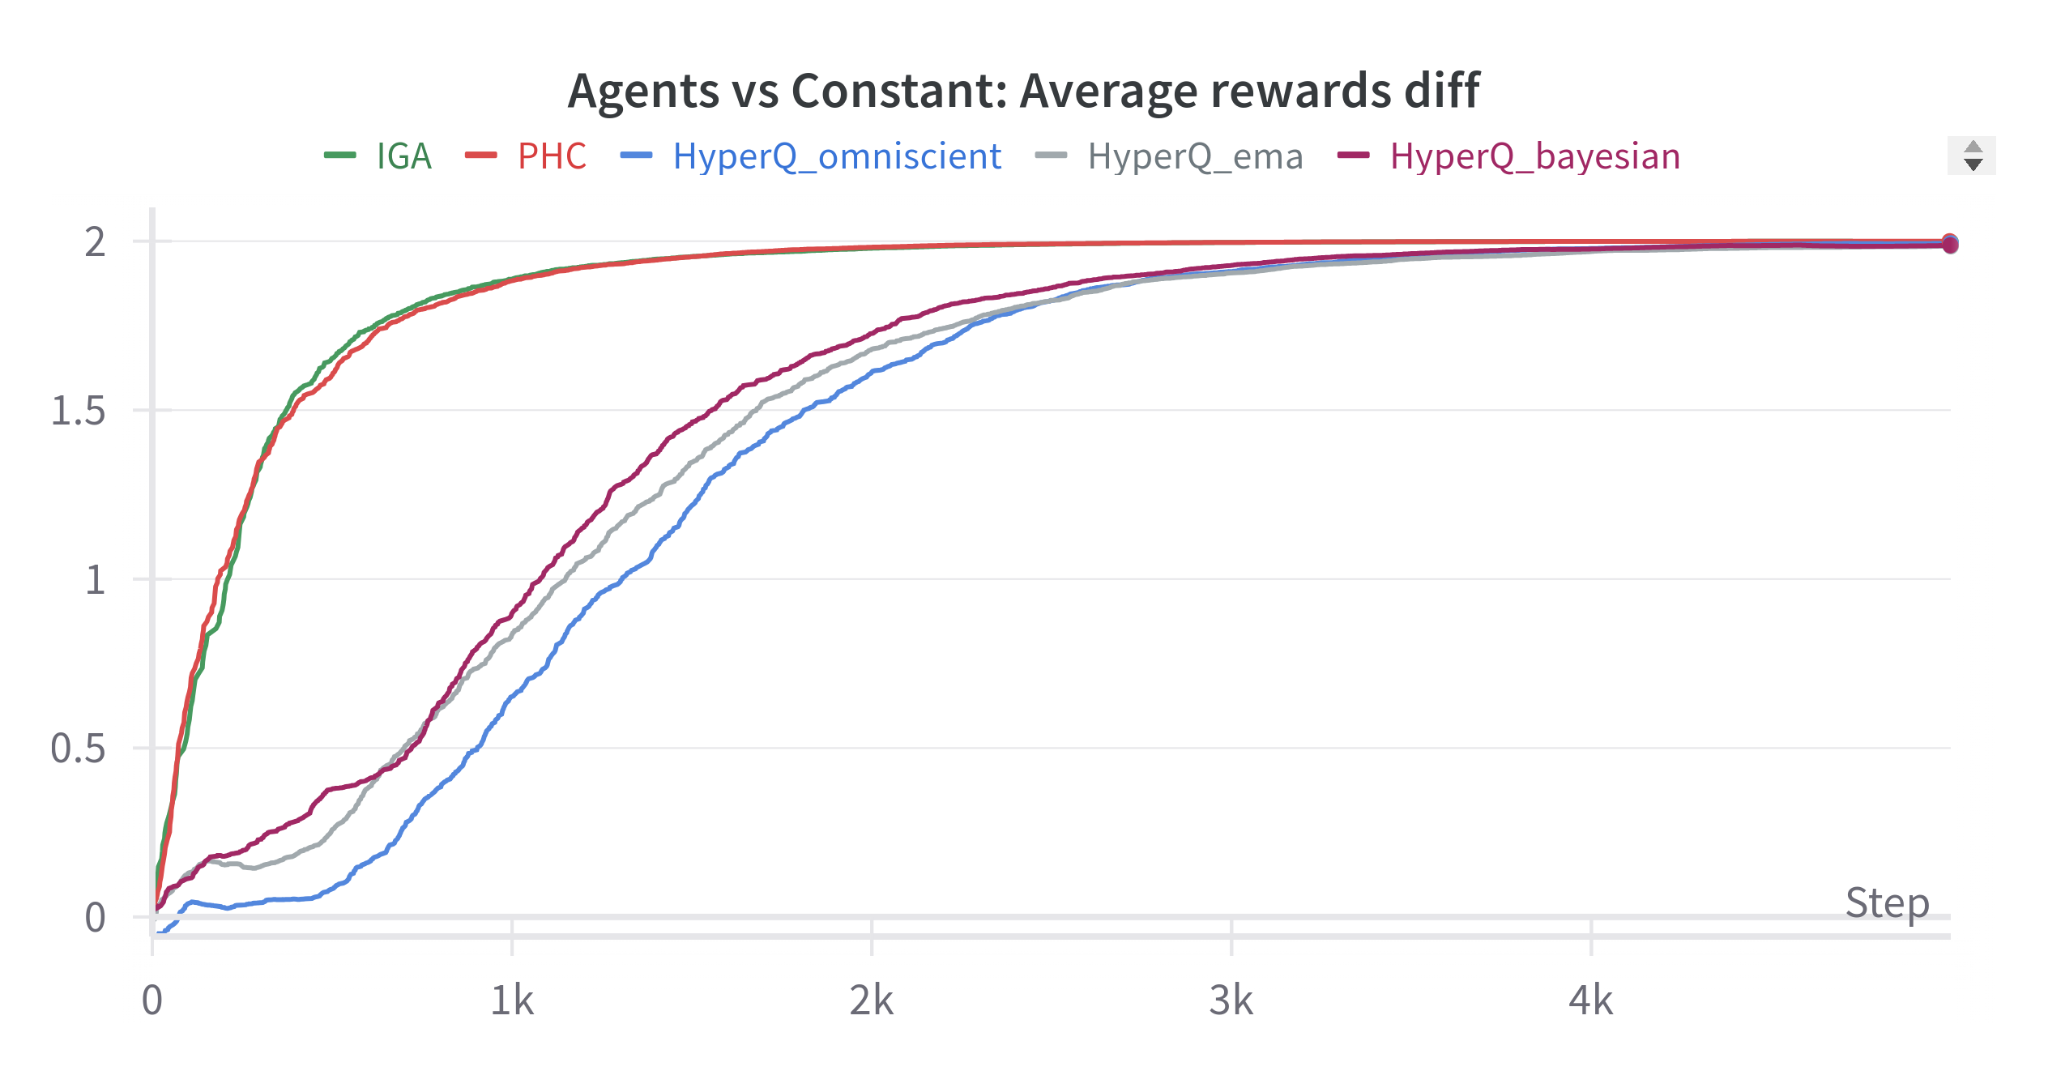 Agents vs Constant: Average rewards diff
IGA PHC HyperQ_omniscient HyperQ_ema HyperQ_bayesian
2
1.5
1
0.5
0
Step
0 1k 2k 3k 4k